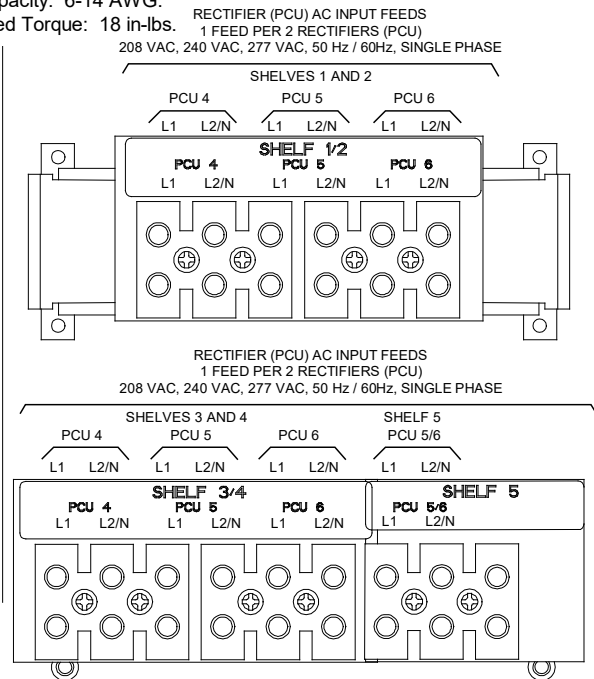 pacity: 6-14 AWG.
ed Torque: 18 in-lbs.
RECTIFIER (PCU) AC INPUT FEEDS
1 FEED PER 2 RECTIFIERS (PCU)
208 VAC, 240 VAC, 277 VAC, 50 Hz / 60Hz, SINGLE PHASE
SHELVES 1 AND 2
PCU 4 PCU 5 PCU 6
L1 L2/N L1 L2/N L1 L2/N
SHELF 1/2
PCU 4 PCU 5 PCU 6
L1 L2/N L1 L2/N L1 L2/N
RECTIFIER (PCU) AC INPUT FEEDS
1 FEED PER 2 RECTIFIERS (PCU)
208 VAC, 240 VAC, 277 VAC, 50 Hz / 60Hz, SINGLE PHASE
SHELVES 3 AND 4 SHELF 5
PCU 4 PCU 5 PCU 6 PCU 5/6
L1 L2/N L1 L2/N L1 L2/N L1 L2/N
SHELF 3/4 SHELF 5
PCU 4 PCU 5 PCU 6 PCU 5/6
L1 L2/N L1 L2/N L1 L2/N L1 L2/N